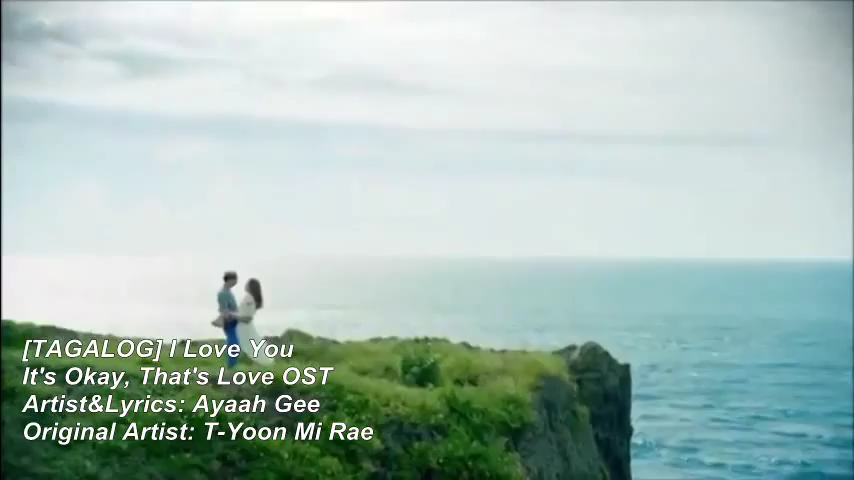 [TAGALOG] I Love You
It's Okay, That's Love OST
Artist&Lyrics: Ayaah Gee
Original Artist: T-Yoon Mi Rae